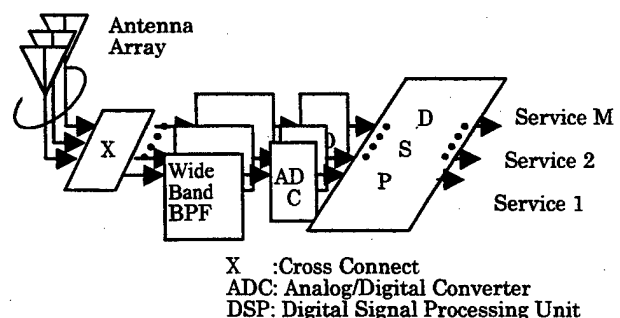 Antenna
Array
X
Wide
Band
BPF
AD
C
D
S
P
Service M
Service 2
Service 1
X :Cross Connect
ADC: Analog/Digital Converter
DSP: Digital Signal Processing Unit